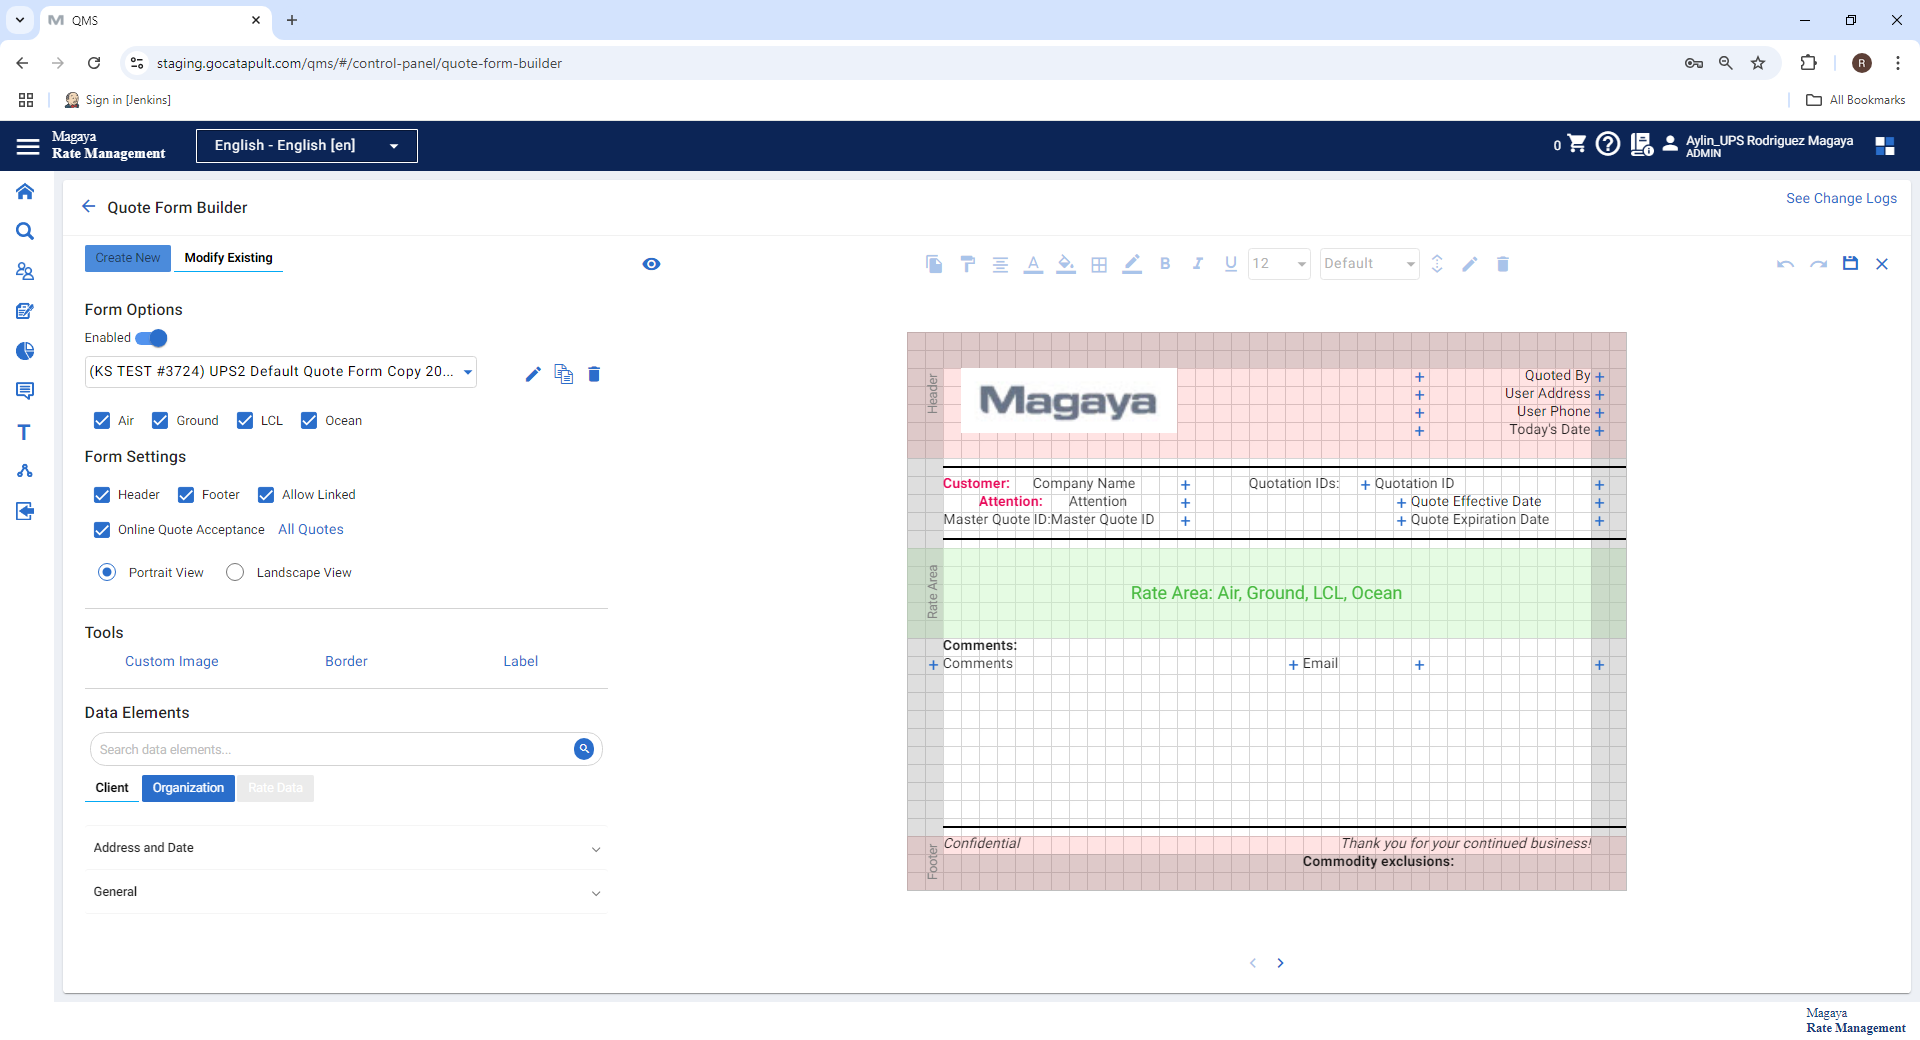 QMS
staging.gocatapult.com/qms/#/control-panel/quote-form-builder
R
Sign in [Jenkins]
All Bookmarks
Magaya
Rate Management
English - English [en]
0
Aylin_UPS Rodriguez Magaya
ADMIN
Quote Form Builder
See Change Logs
Create New
Modify Existing
12
Default
Form Options
Enabled
(KS TEST #3724) UPS2 Default Quote Form Copy 20...
Air
Ground
LCL
Ocean
Form Settings
Header
Footer
Allow Linked
Online Quote Acceptance
All Quotes
Portrait View
Landscape View
Tools
Custom Image
Border
Label
Data Elements
Search data elements...
Client
Organization
Rate Data
Address and Date
General
Header
Magaya
Quoted By
User Address
User Phone
Today's Date
Customer: Company Name Quotation IDs: Quotation ID
Attention: Attention Quote Effective Date
Master Quote ID:Master Quote ID Quote Expiration Date
Rate Area
Rate Area: Air, Ground, LCL, Ocean
Comments:
Comments Email
Footer
Confidential Thank you for your continued business!
Commodity exclusions:
Magaya
Rate Management